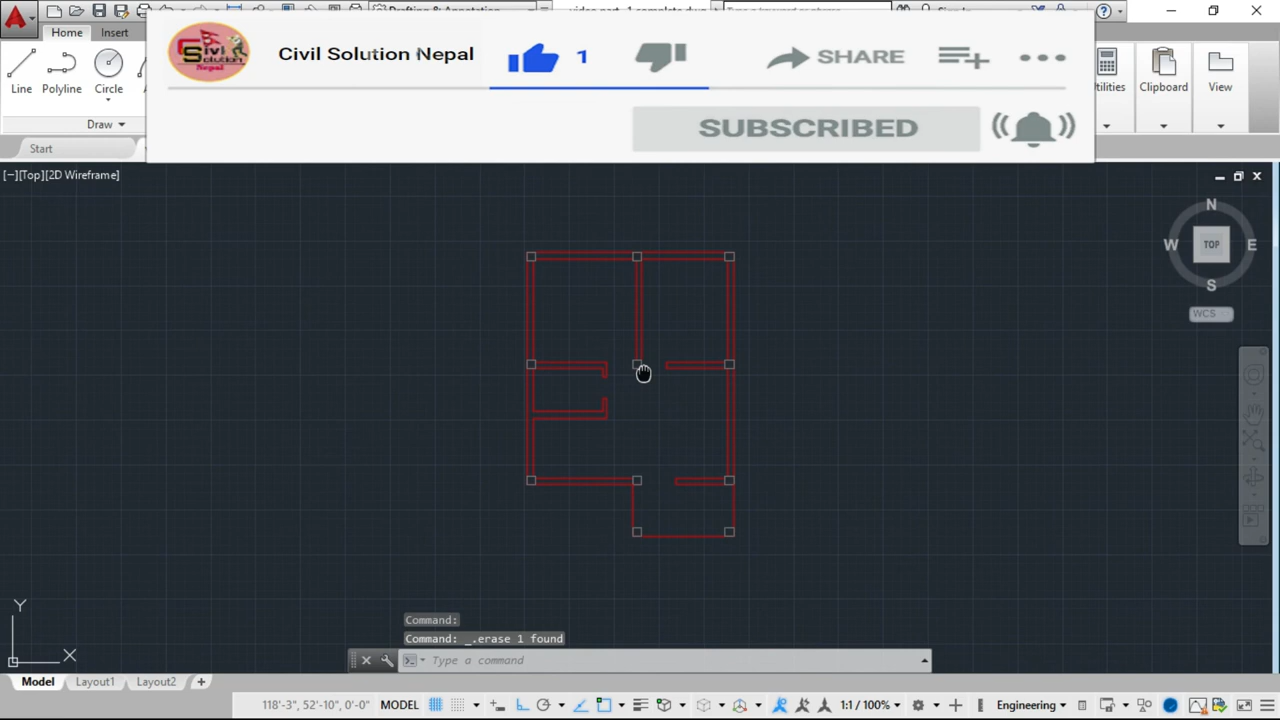 Home Insert
Civil Solution Nepal 1 SHARE
Line Polyline Circle
Utilities Clipboard View
Draw
SUBSCRIBED
Start
[−][Top][2D Wireframe]
N
W TOP E
S
WCS
Y
X
Command:
Command: _.erase 1 found
Type a command
Model Layout1 Layout2 +
118'-3", 52'-10", 0'-0" MODEL 1:1 / 100% Engineering